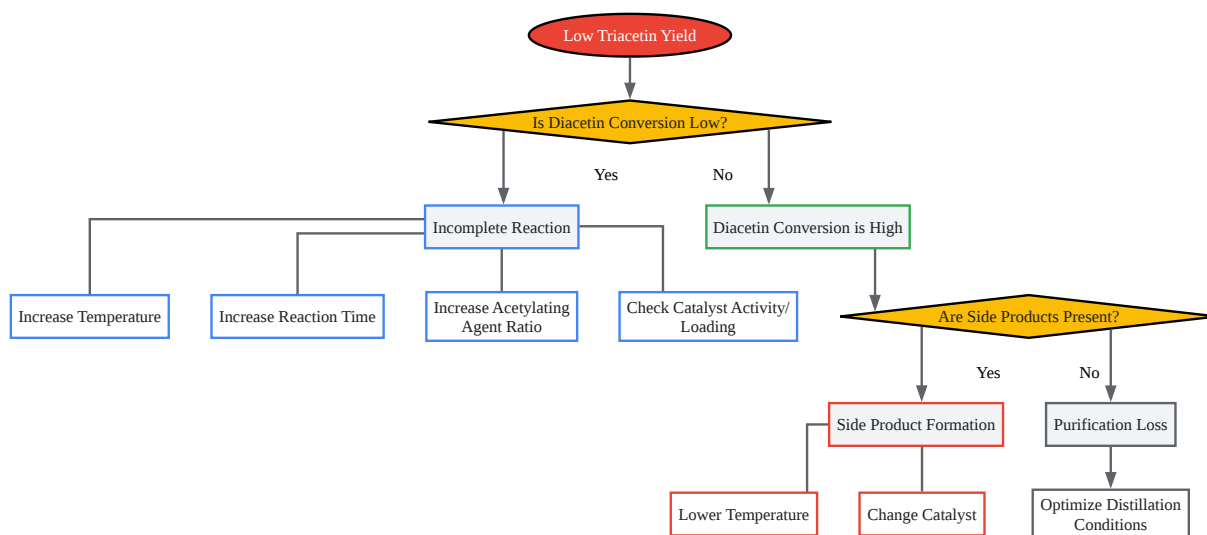 Low Triacetin Yield
Is Diacetin Conversion Low?
Yes
No
Incomplete Reaction
Diacetin Conversion is High
Increase Temperature
Increase Reaction Time
Increase Acetylating
Agent Ratio
Check Catalyst Activity/
Loading
Are Side Products Present?
Yes
No
Side Product Formation
Purification Loss
Lower Temperature
Change Catalyst
Optimize Distillation
Conditions